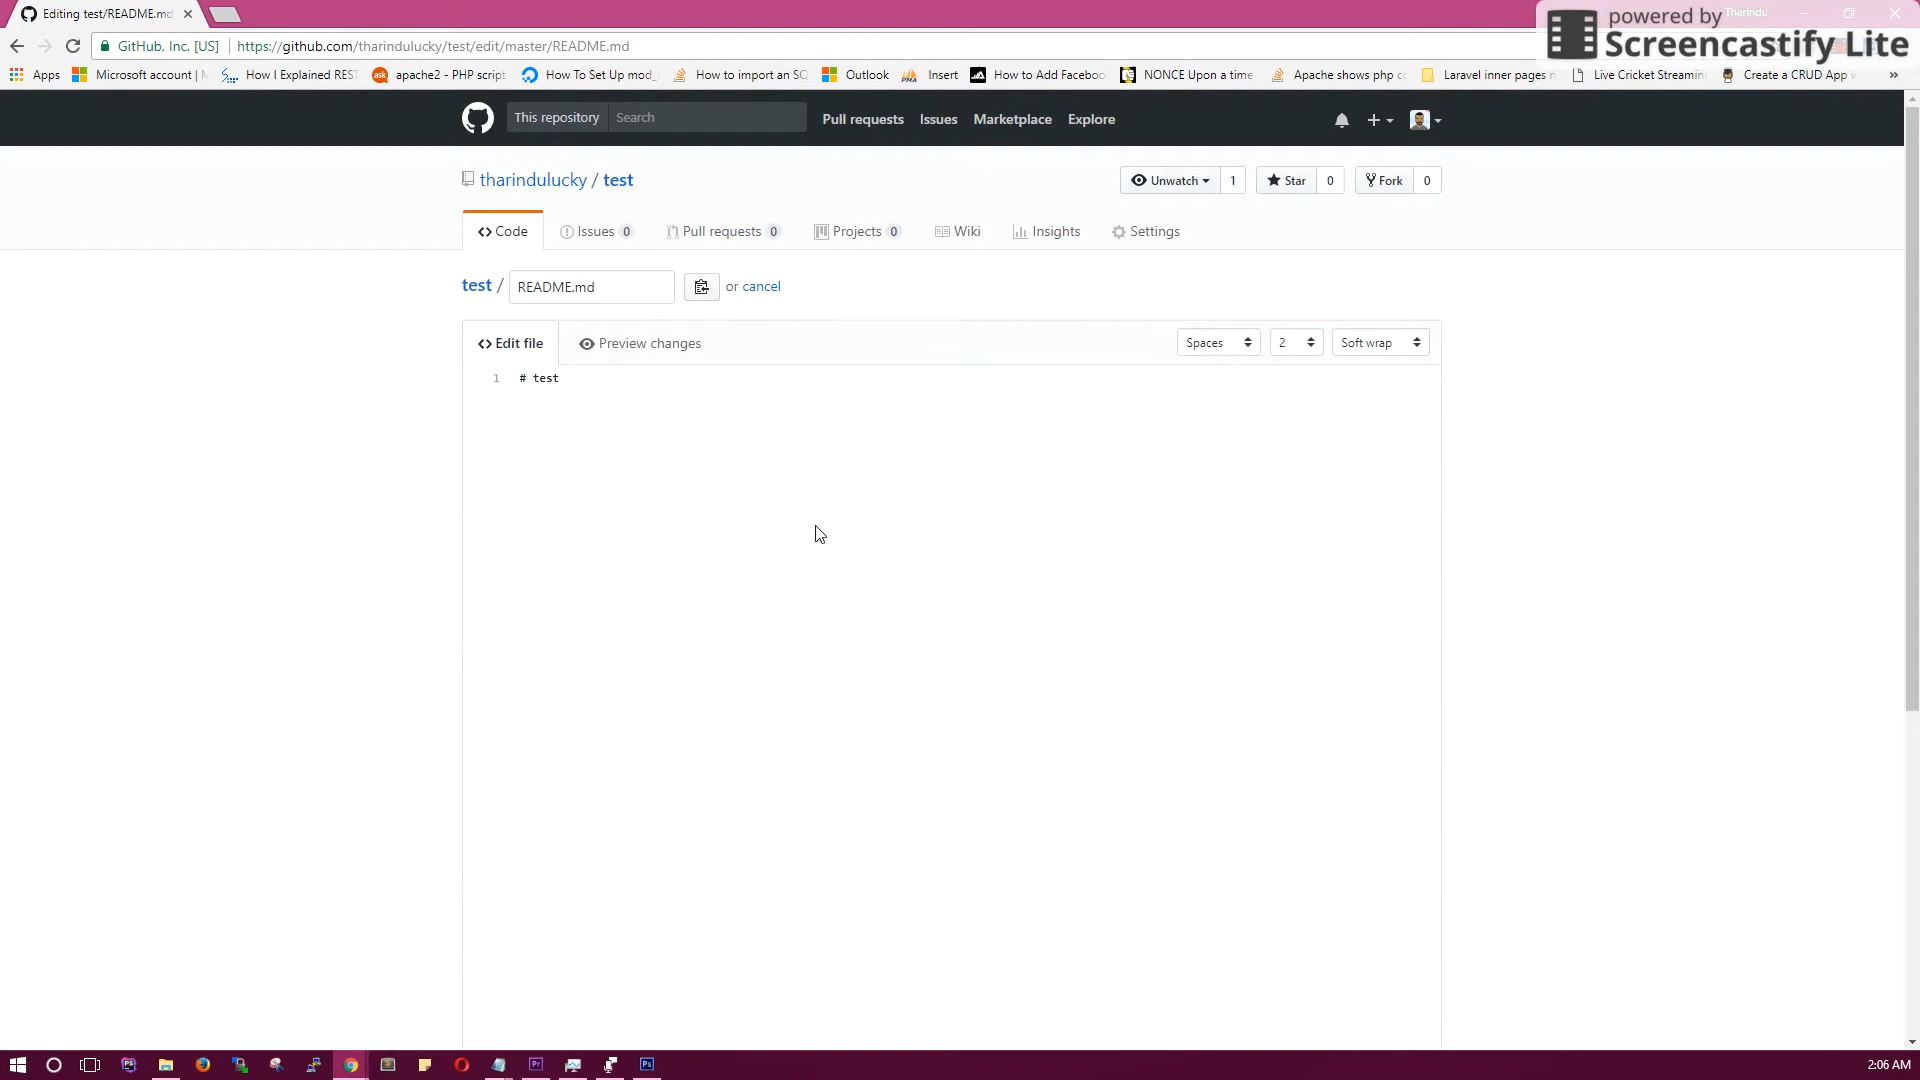 Editing test/README.md
Tharindu
powered by
Screencastify Lite
GitHub, Inc. [US] https://github.com/tharindulucky/test/edit/master/README.md
Apps Microsoft account | How I Explained REST apache2 - PHP script How To Set Up mod_ How to import an SQ Outlook Insert How to Add Faceboo NONCE Upon a time Apache shows php co Laravel inner pages n Live Cricket Streamin Create a CRUD App »
This repository Search Pull requests Issues Marketplace Explore
tharindulucky / test
Unwatch 1 Star 0 Fork 0
Code Issues 0 Pull requests 0 Projects 0 Wiki Insights Settings
test / README.md or cancel
Edit file Preview changes Spaces 2 Soft wrap
1 # test
2:06 AM